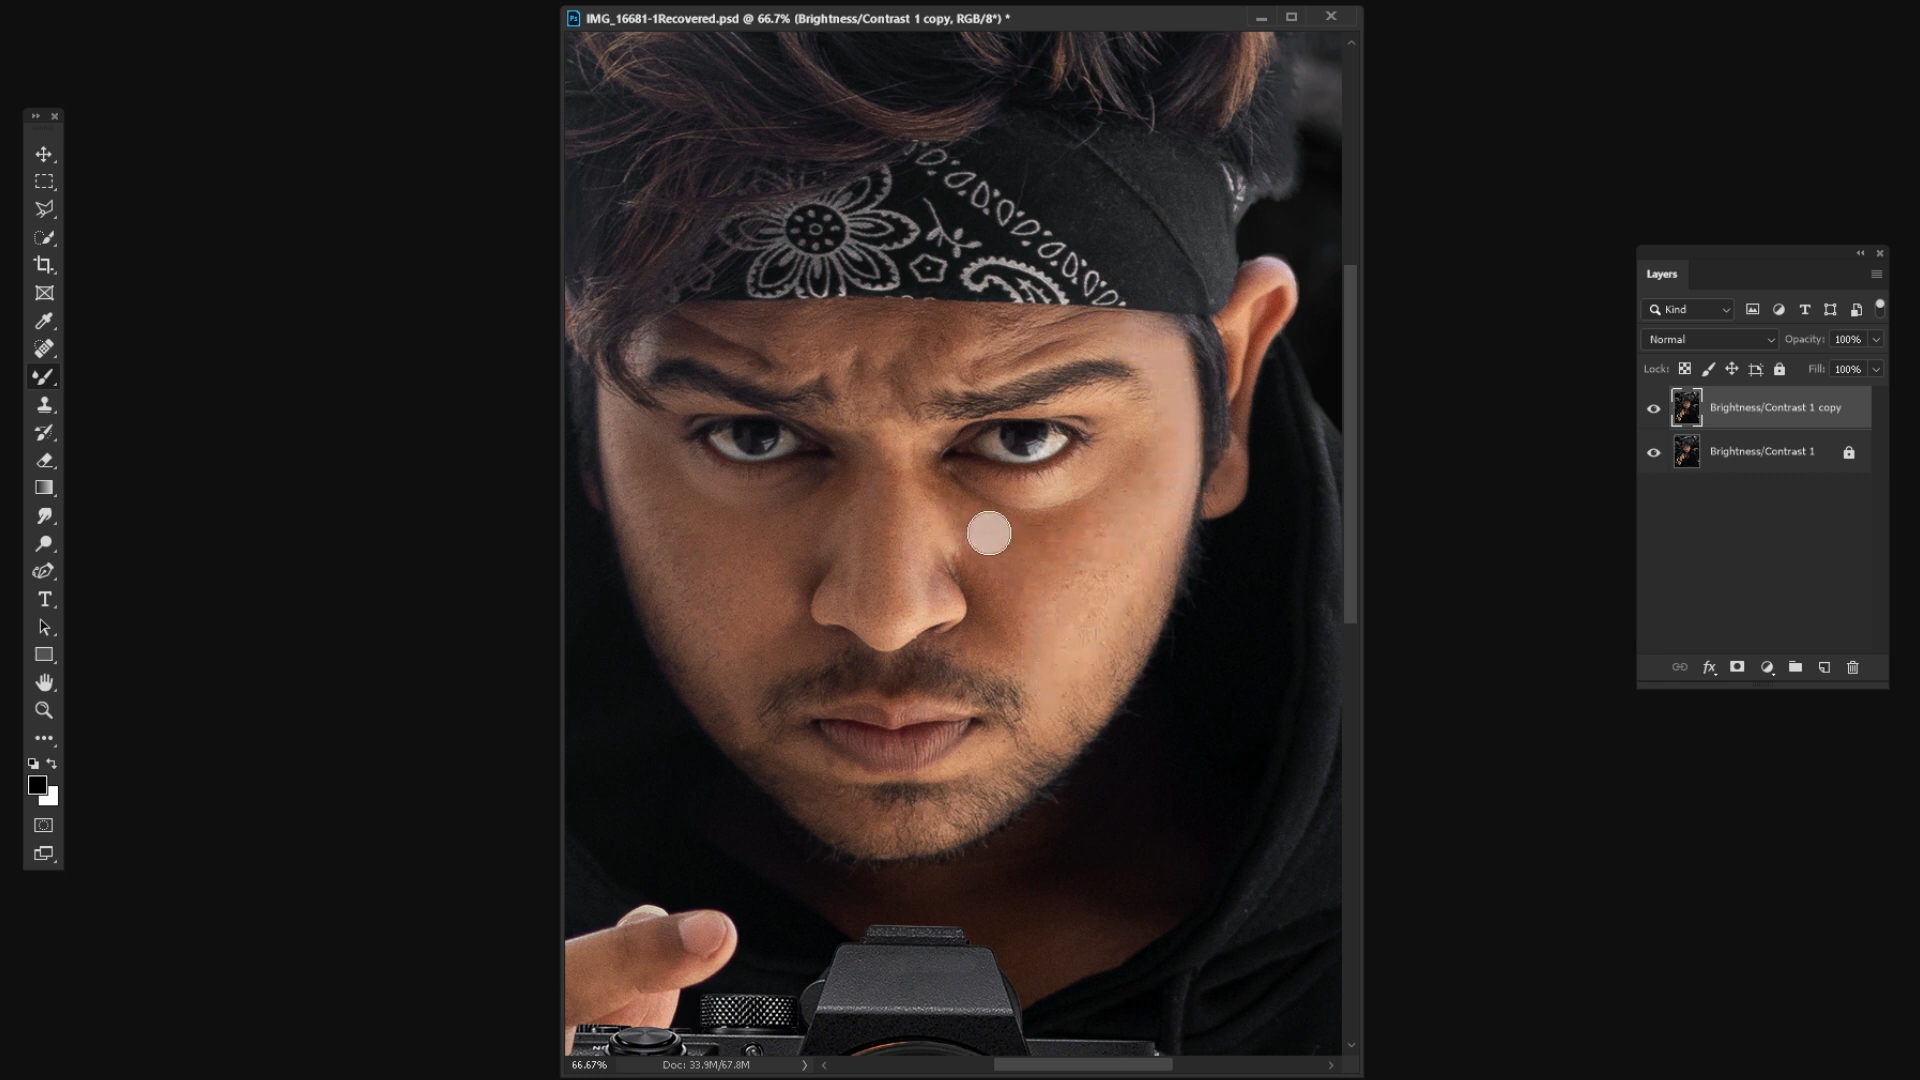 IMG_16681-1Recovered.psd @ 66.7% (Brightness/Contrast 1 copy, RGB/8*) *
Layers
Kind
Normal
Opacity: 100%
Lock:
Fill: 100%
Brightness/Contrast 1 copy
Brightness/Contrast 1
fx
66.67%
Doc: 33.9M/67.8M